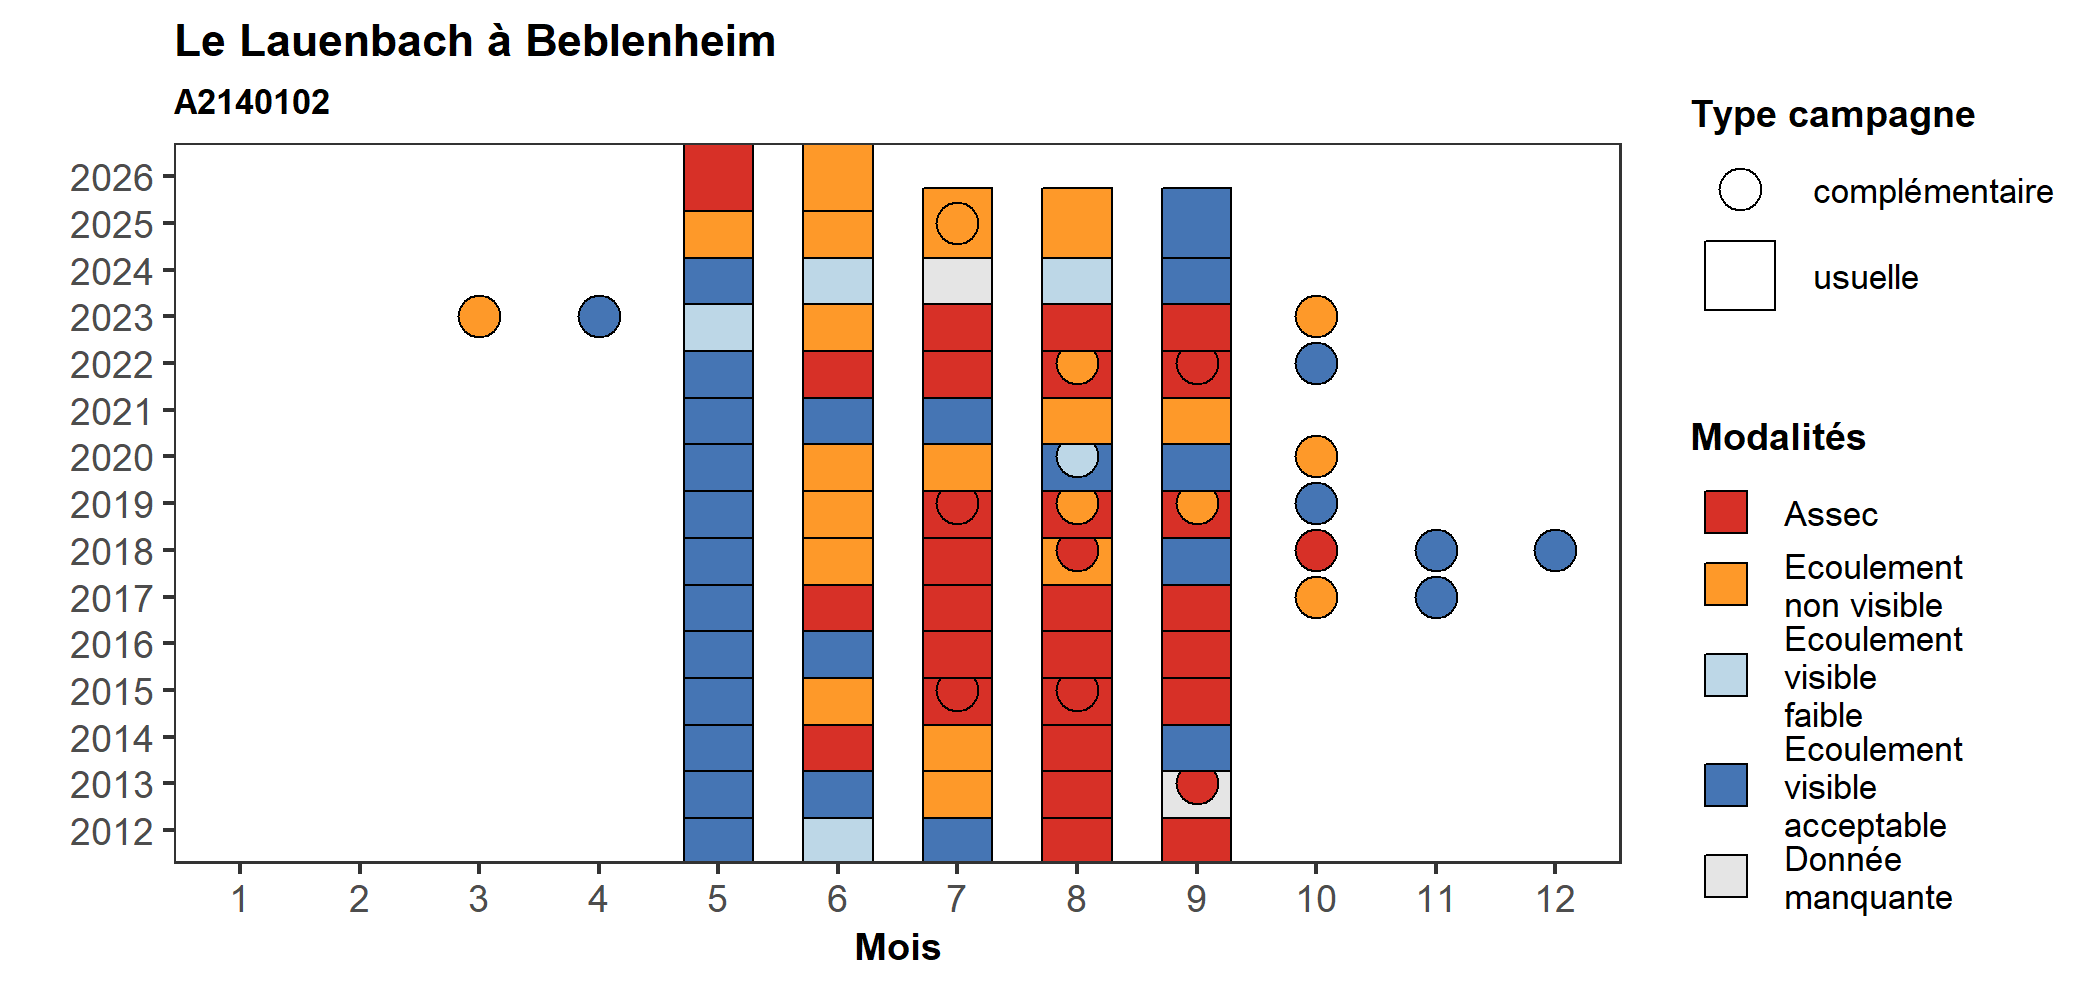 Le Lauenbach à Beblenheim
A2140102
2026
2025
2024
2023
2022
2021
2020
2019
2018
2017
2016
2015
2014
2013
2012
1 2 3 4 5 6 7 8 9 10 11 12
Mois
Type campagne
complémentaire
usuelle
Modalités
Assec
Ecoulement
non visible
Ecoulement
visible
faible
Ecoulement
visible
acceptable
Donnée
manquante